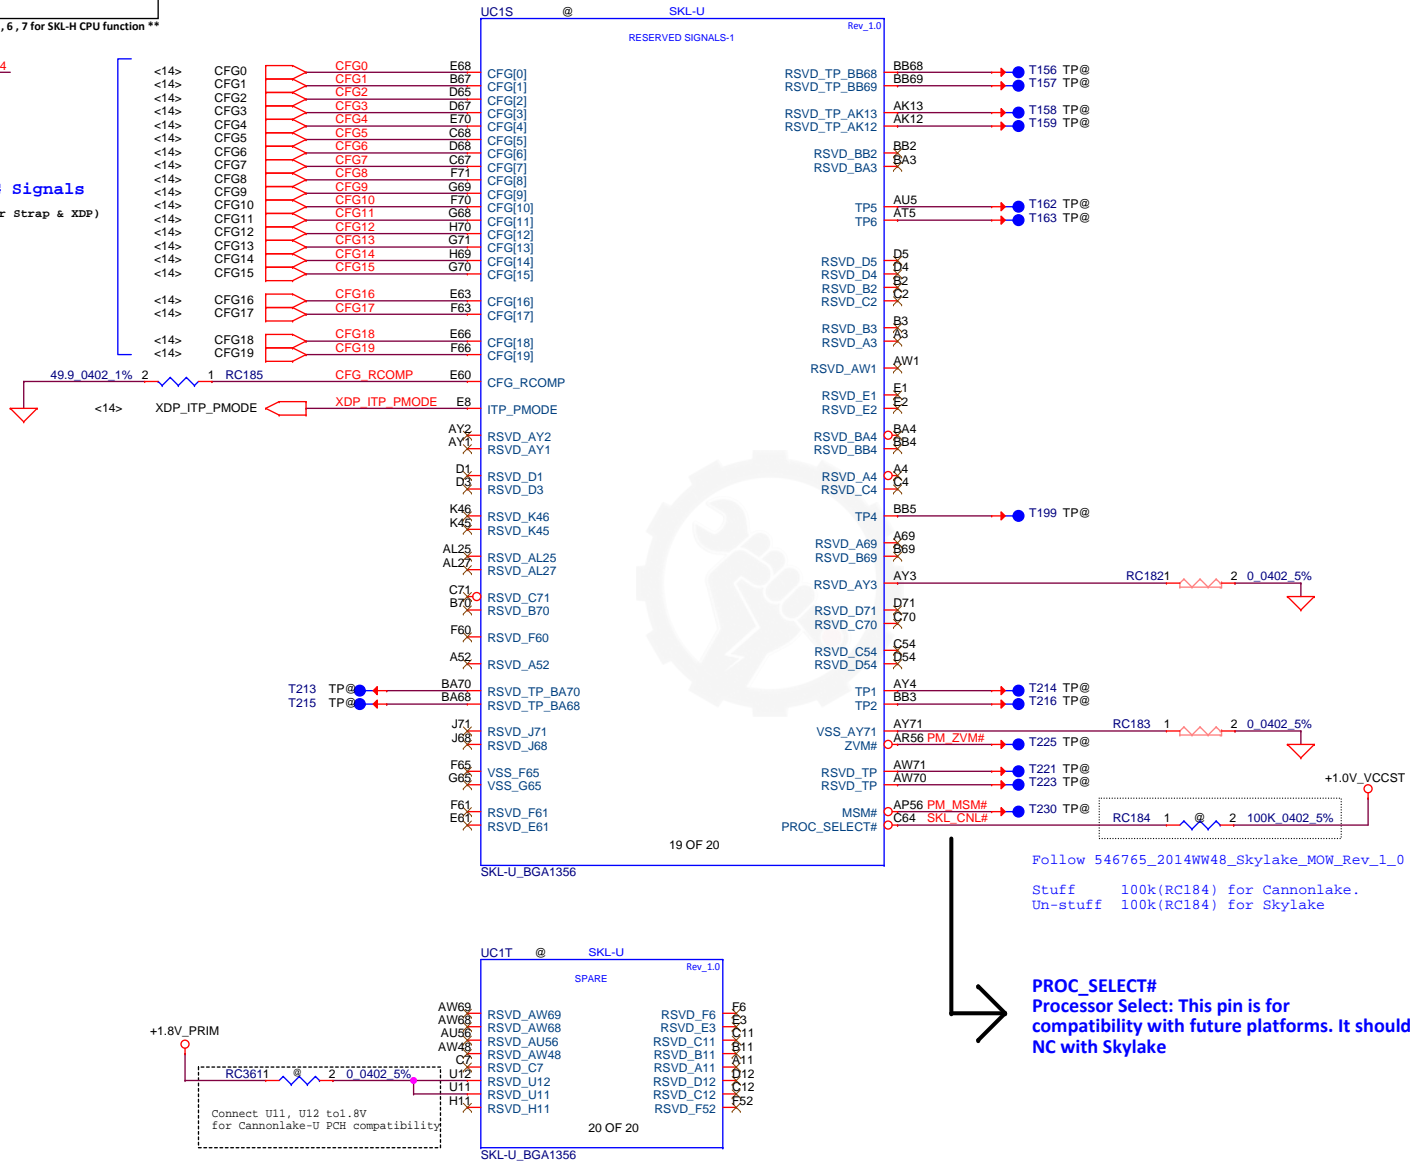 , 6 , 7 for SKL-H CPU function **
4
Signals
r Strap & XDP)
UC1S @ SKL-U
Rev_1.0
RESERVED SIGNALS-1
<14> CFG0 CFG0 E68 CFG[0]
<14> CFG1 CFG1 B67 CFG[1]
<14> CFG2 CFG2 D65 CFG[2]
<14> CFG3 CFG3 D67 CFG[3]
<14> CFG4 CFG4 E70 CFG[4]
<14> CFG5 CFG5 C68 CFG[5]
<14> CFG6 CFG6 D68 CFG[6]
<14> CFG7 CFG7 C67 CFG[7]
<14> CFG8 CFG8 F71 CFG[8]
<14> CFG9 CFG9 G69 CFG[9]
<14> CFG10 CFG10 F70 CFG[10]
<14> CFG11 CFG11 G68 CFG[11]
<14> CFG12 CFG12 H70 CFG[12]
<14> CFG13 CFG13 G71 CFG[13]
<14> CFG14 CFG14 H69 CFG[14]
<14> CFG15 CFG15 G70 CFG[15]
<14> CFG16 CFG16 E63 CFG[16]
<14> CFG17 CFG17 F63 CFG[17]
<14> CFG18 CFG18 E66 CFG[18]
<14> CFG19 CFG19 F66 CFG[19]
49.9_0402_1% 2 1 RC185 CFG_RCOMP E60 CFG_RCOMP
<14> XDP_ITP_PMODE XDP_ITP_PMODE E8 ITP_PMODE
AY2 RSVD_AY2
AY1 RSVD_AY1
D1 RSVD_D1
D3 RSVD_D3
K46 RSVD_K46
K45 RSVD_K45
AL25 RSVD_AL25
AL27 RSVD_AL27
C71 RSVD_C71
B70 RSVD_B70
F60 RSVD_F60
A52 RSVD_A52
T213 TP@ BA70 RSVD_TP_BA70
T215 TP@ BA68 RSVD_TP_BA68
J71 RSVD_J71
J68 RSVD_J68
F65 VSS_F65
G65 VSS_G65
F61 RSVD_F61
E61 RSVD_E61
RSVD_TP_BB68 BB68 T156 TP@
RSVD_TP_BB69 BB69 T157 TP@
RSVD_TP_AK13 AK13 T158 TP@
RSVD_TP_AK12 AK12 T159 TP@
RSVD_BB2 BB2
RSVD_BA3 BA3
TP5 AU5 T162 TP@
TP6 AT5 T163 TP@
RSVD_D5 D5
RSVD_D4 D4
RSVD_B2 B2
RSVD_C2 C2
RSVD_B3 B3
RSVD_A3 A3
RSVD_AW1 AW1
RSVD_E1 E1
RSVD_E2 E2
RSVD_BA4 BA4
RSVD_BB4 BB4
RSVD_A4 A4
RSVD_C4 C4
TP4 BB5 T199 TP@
RSVD_A69 A69
RSVD_B69 B69
RSVD_AY3 AY3 RC1821 2 0_0402_5%
RSVD_D71 D71
RSVD_C70 C70
RSVD_C54 C54
RSVD_D54 D54
TP1 AY4 T214 TP@
TP2 BB3 T216 TP@
VSS_AY71 AY71 RC183 1 2 0_0402_5%
ZVM# AR56 PM_ZVM# T225 TP@
RSVD_TP AW71 T221 TP@
RSVD_TP AW70 T223 TP@
+1.0V_VCCST
MSM# AP56 PM_MSM# T230 TP@
PROC_SELECT# C64 SKL_CNL# RC184 1 @ 2 100K_0402_5%
19 OF 20
SKL-U_BGA1356
Follow 546765_2014WW48_Skylake_MOW_Rev_1_0
Stuff 100k(RC184) for Cannonlake.
Un-stuff 100k(RC184) for Skylake
PROC_SELECT#
Processor Select: This pin is for
compatibility with future platforms. It should
NC with Skylake
UC1T @ SKL-U
Rev_1.0
SPARE
AW69 RSVD_AW69 RSVD_F6 F6
AW68 RSVD_AW68 RSVD_E3 E3
AU56 RSVD_AU56 RSVD_C11 C11
AW48 RSVD_AW48 RSVD_B11 B11
C7 RSVD_C7 RSVD_A11 A11
+1.8V_PRIM
RC3611 @ 2 0_0402_5% U12 RSVD_U12 RSVD_D12 D12
U11 RSVD_U11 RSVD_C12 C12
H11 RSVD_H11 RSVD_F52 F52
Connect U11, U12 to1.8V
for Cannonlake-U PCH compatibility
20 OF 20
SKL-U_BGA1356